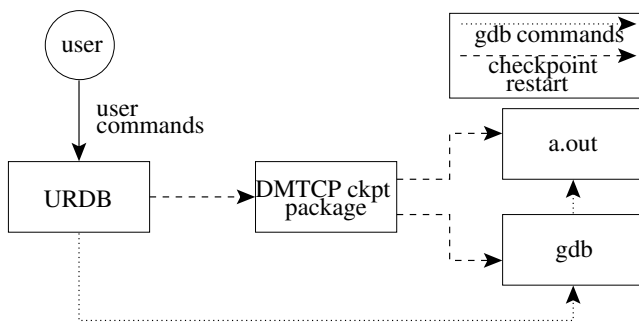 user
gdb commands
checkpoint
restart
user
commands
a.out
URDB
DMTCP ckpt
package
gdb